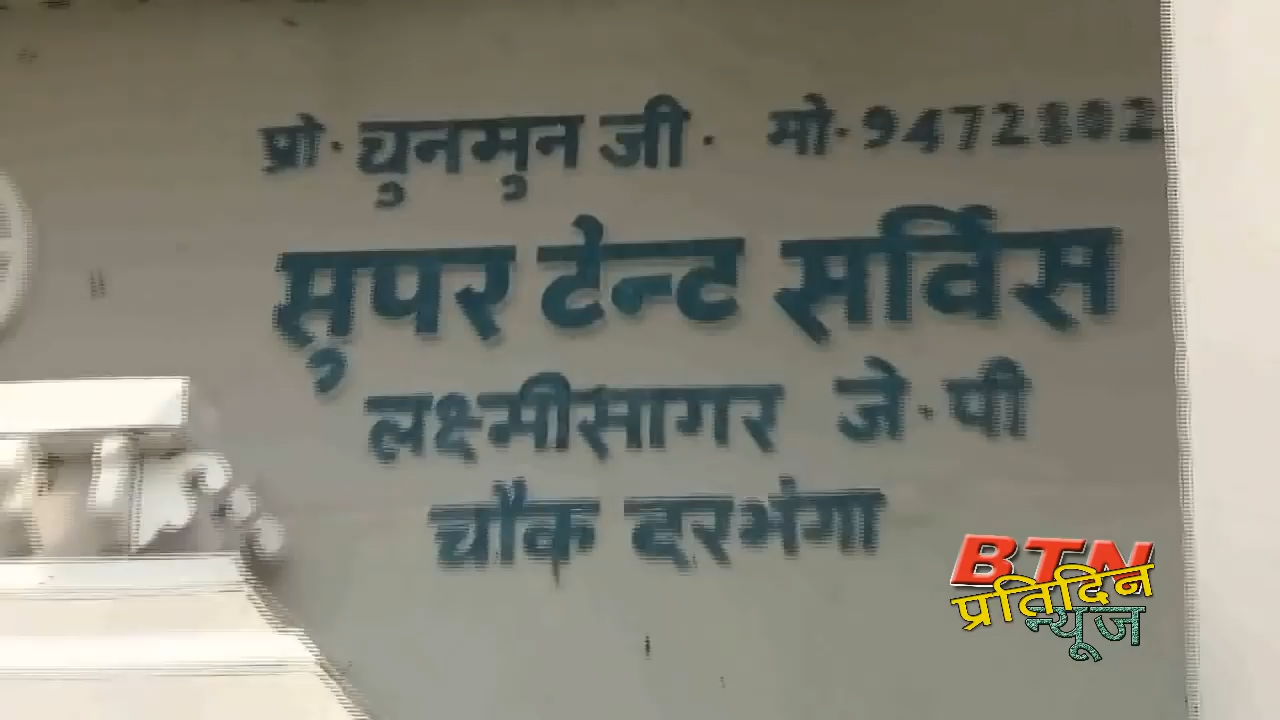 प्रो· चुनमुन जी· मो·9472802
सुपर टेन्ट सर्विस
लक्ष्मीसागर जे·पी
चौक दरभंगा
BTN
प्रतिदिन
न्यूज